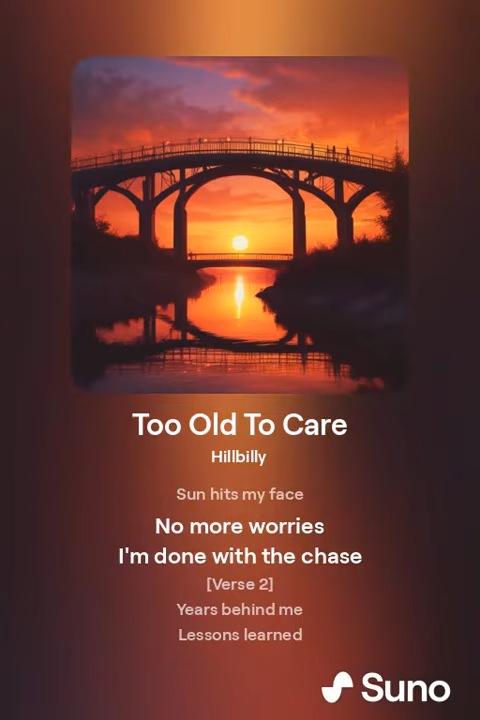 Too Old To Care
Hillbilly
Sun hits my face
No more worries
I'm done with the chase
[Verse 2]
Years behind me
Lessons learned
Suno